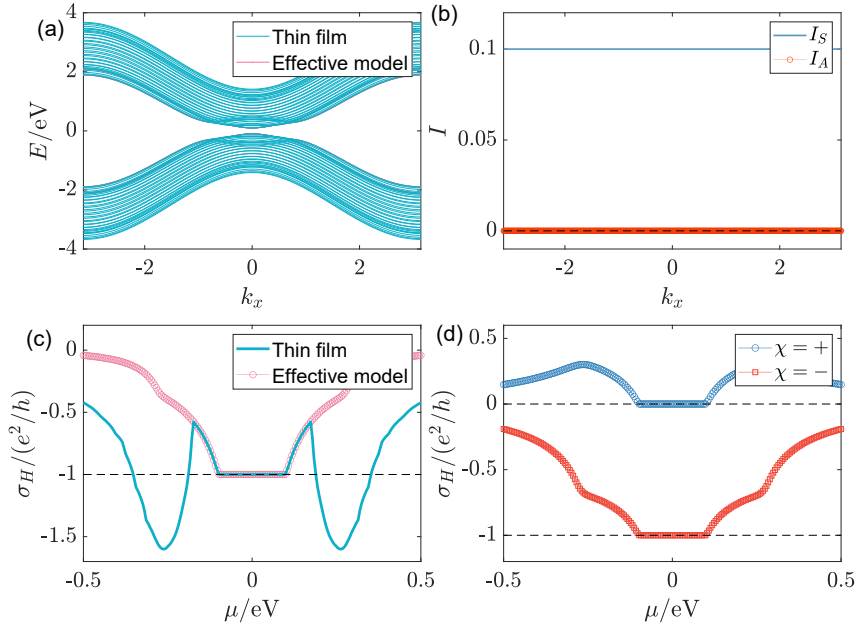 (a)
Thin film
Effective model
E/eV
4
2
0
-2
-4
-2
0
2
k_x
(b)
I_S
I_A
I
0.1
0.05
0
-2
0
2
k_x
(c)
Thin film
Effective model
σ_H/(e²/h)
0
-0.5
-1
-1.5
-0.5
0
0.5
μ/eV
(d)
χ = +
χ = −
σ_H/(e²/h)
0.5
0
-0.5
-1
-0.5
0
0.5
μ/eV